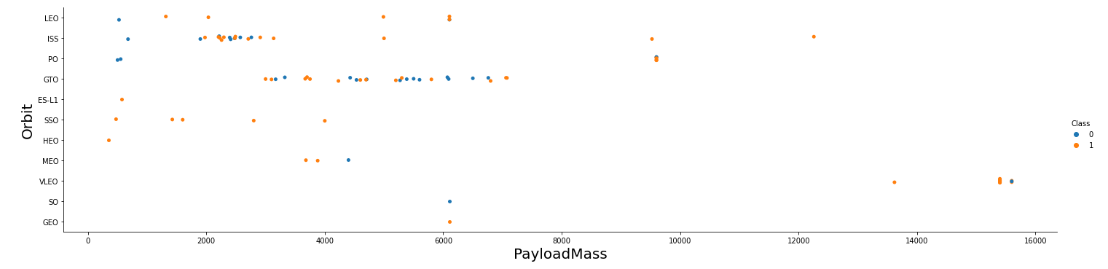 LEO
ISS
PO
GTO
ES-L1
SSO
HEO
MEO
VLEO
SO
GEO
Orbit
0 2000 4000 6000 8000 10000 12000 14000 16000
PayloadMass
Class
0
1